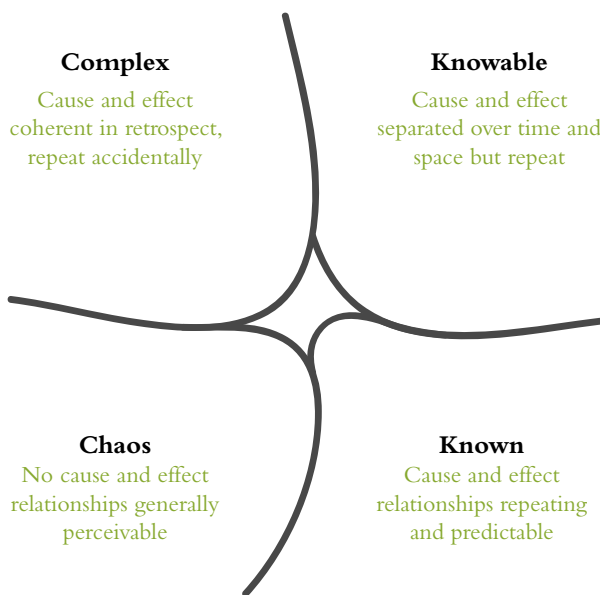 Complex
Cause and effect
coherent in retrospect,
repeat accidentally
Knowable
Cause and effect
separated over time and
space but repeat
Chaos
No cause and effect
relationships generally
perceivable
Known
Cause and effect
relationships repeating
and predictable